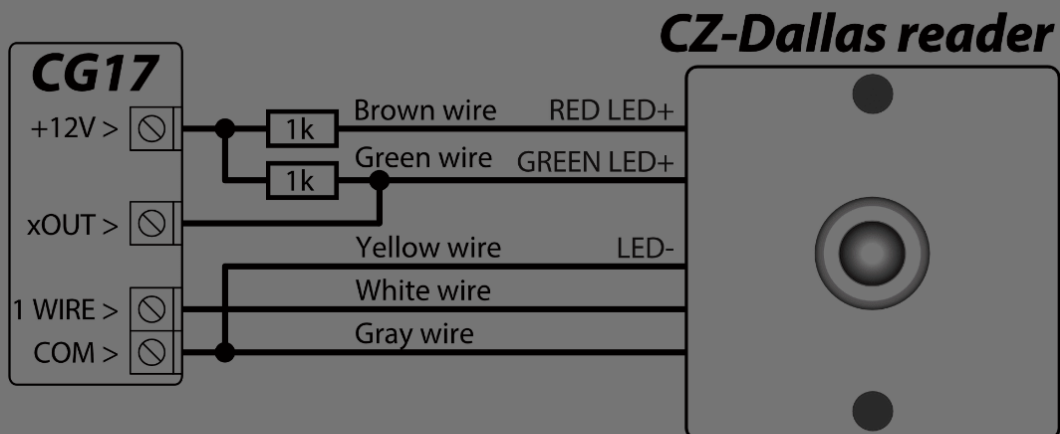 CZ-Dallas reader
CG17
+12V >
1k
Brown wire
RED LED+
1k
Green wire
GREEN LED+
xOUT >
Yellow wire
LED-
1 WIRE >
White wire
COM >
Gray wire